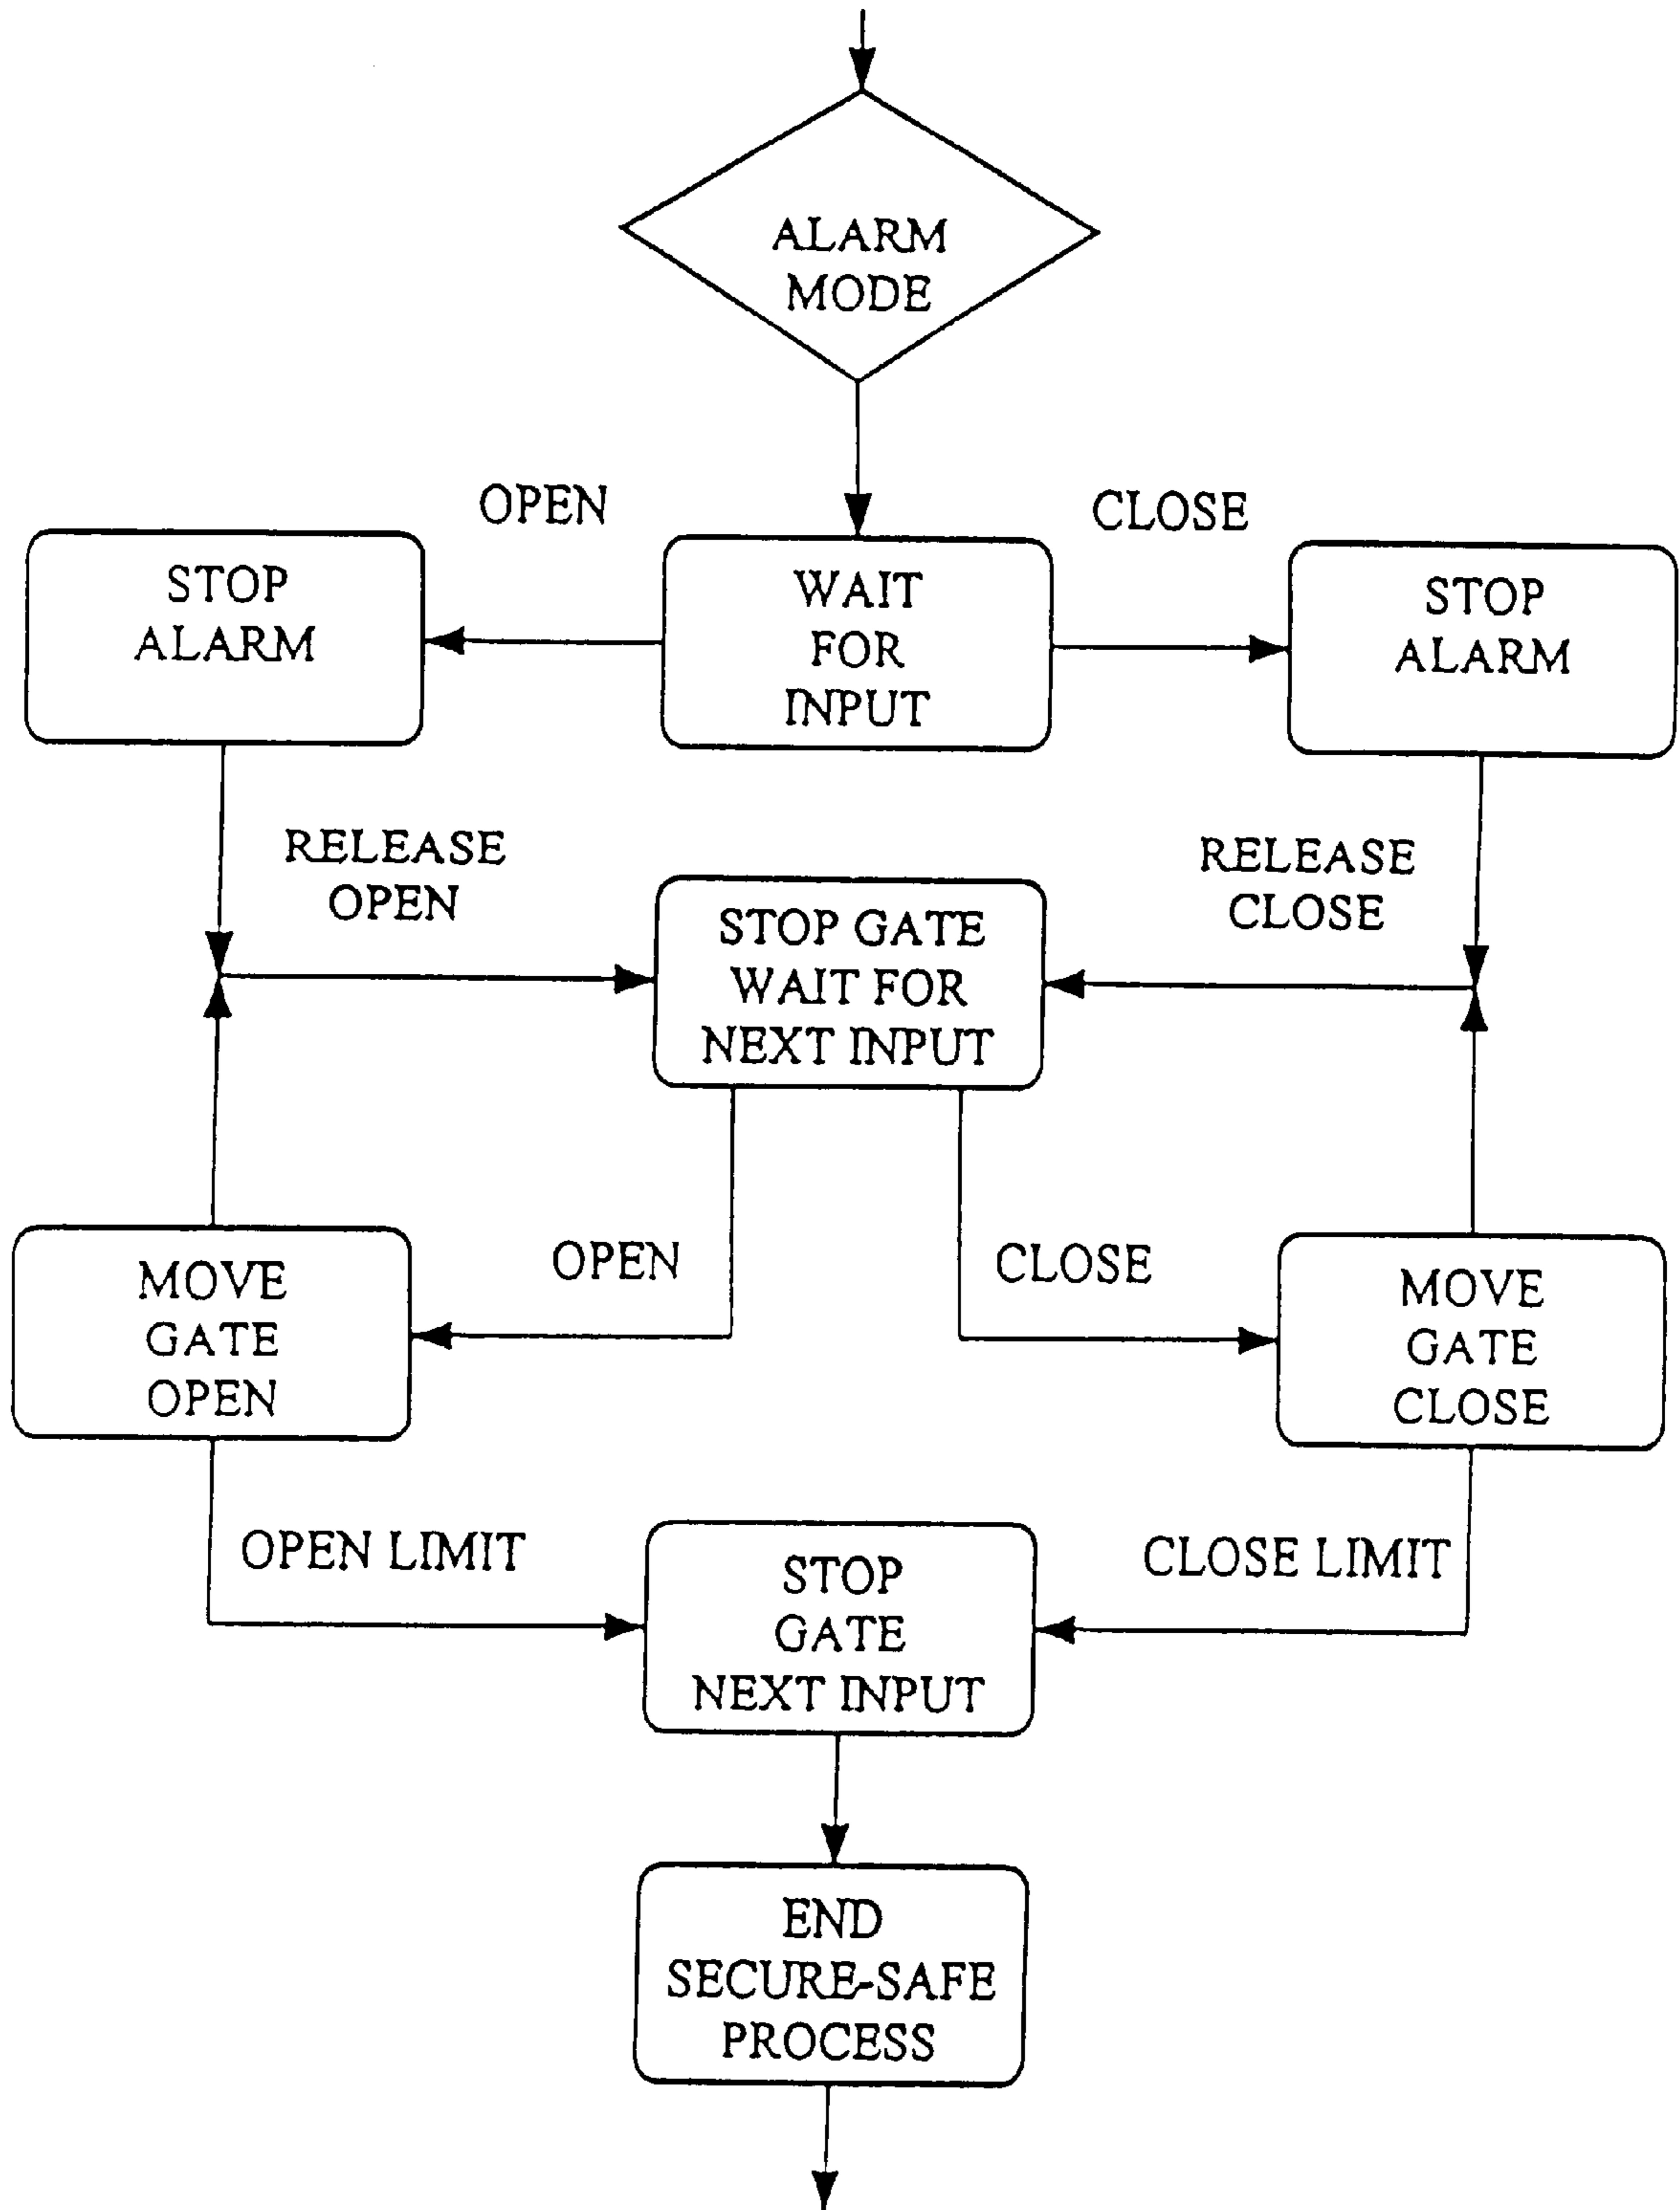 ALARM
MODE
OPEN
CLOSE
STOP
ALARM
WAIT
FOR
INPUT
STOP
ALARM
RELEASE
OPEN
RELEASE
CLOSE
STOP GATE
WAIT FOR
NEXT INPUT
OPEN
CLOSE
MOVE
GATE
OPEN
MOVE
GATE
CLOSE
OPEN LIMIT
CLOSE LIMIT
STOP
GATE
NEXT INPUT
END
SECURE-SAFE
PROCESS